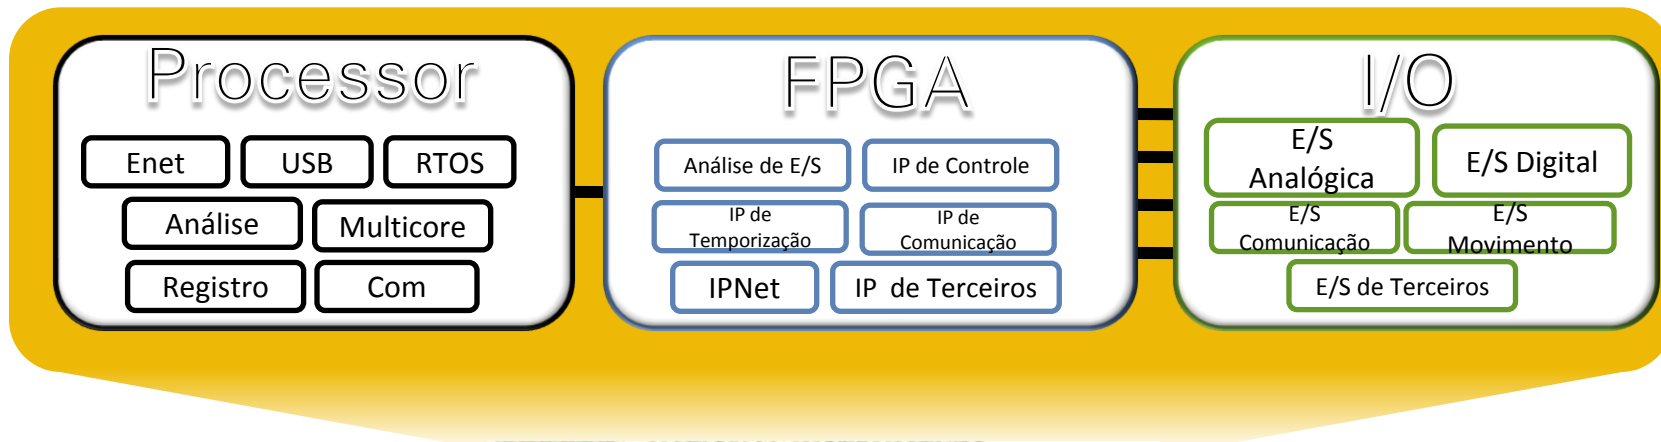 Processor
Enet
USB
RTOS
Análise
Multicore
Registro
Com
FPGA
Análise de E/S
IP de Controle
IP de
Temporização
IP de
Comunicação
IPNet
IP de Terceiros
I/O
E/S
Analógica
E/S Digital
E/S
Comunicação
E/S
Movimento
E/S de Terceiros